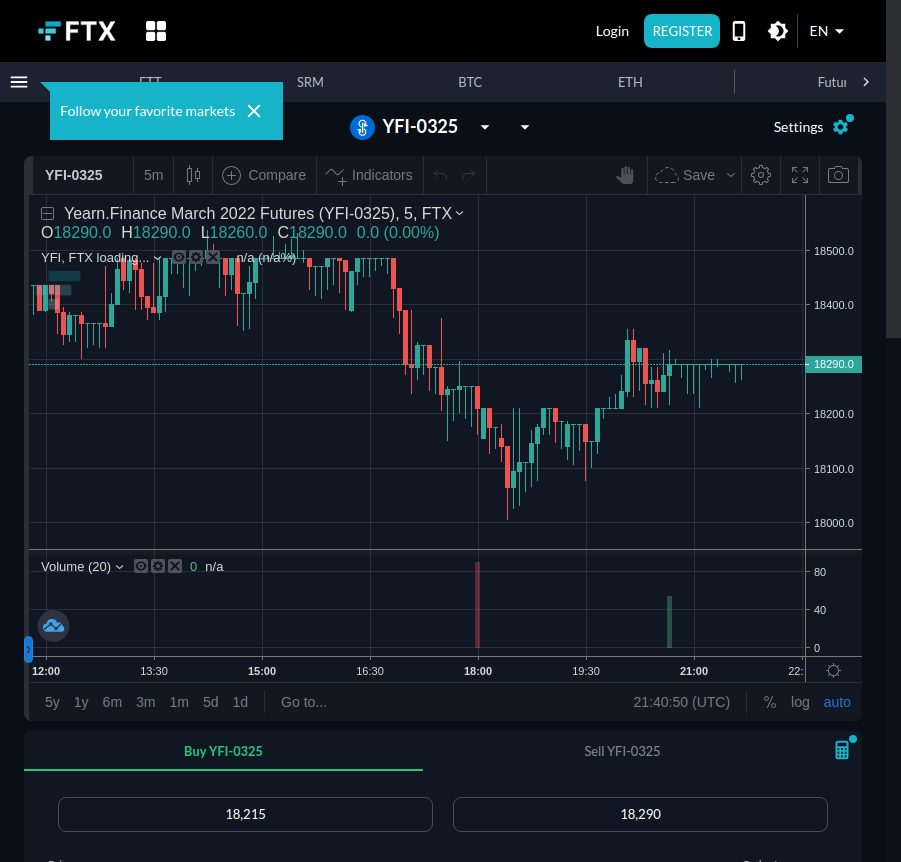 FTX
Login
REGISTER
EN
FTT
SRM
BTC
ETH
Futur
Follow your favorite markets
YFI-0325
Settings
YFI-0325
5m
Compare
Indicators
Save
Yearn.Finance March 2022 Futures (YFI-0325), 5, FTX
O18290.0 H18290.0 L18260.0 C18290.0 0.0 (0.00%)
YFI, FTX loading... n/a (n/a%)
18500.0
18400.0
18290.0
18200.0
18100.0
18000.0
Volume (20) 0 n/a
80
40
0
12:00 13:30 15:00 16:30 18:00 19:30 21:00 22:
5y 1y 6m 3m 1m 5d 1d Go to...
21:40:50 (UTC) % log auto
Buy YFI-0325
Sell YFI-0325
18,215
18,290